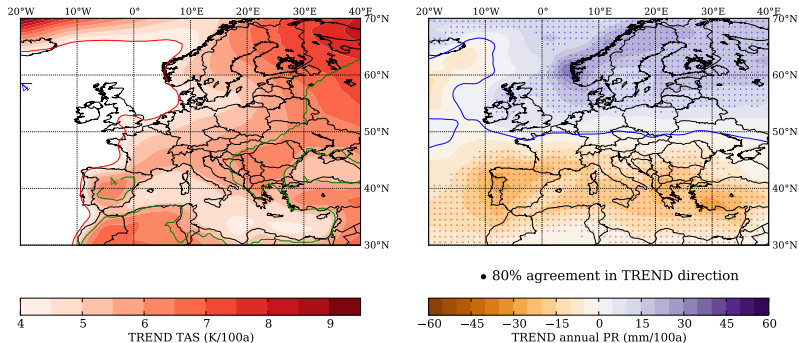 20°W 10°W 0° 10°E 20°E 30°E 40°E 70°N
20°W 10°W 0° 10°E 20°E 30°E 40°E 70°N
60°N
60°N
50°N
50°N
40°N
40°N
30°N
30°N
4
4
80% agreement in TREND direction
4 5 6 7 8 9
TREND TAS (K/100a)
−60 −45 −30 −15 0 15 30 45 60
TREND annual PR (mm/100a)